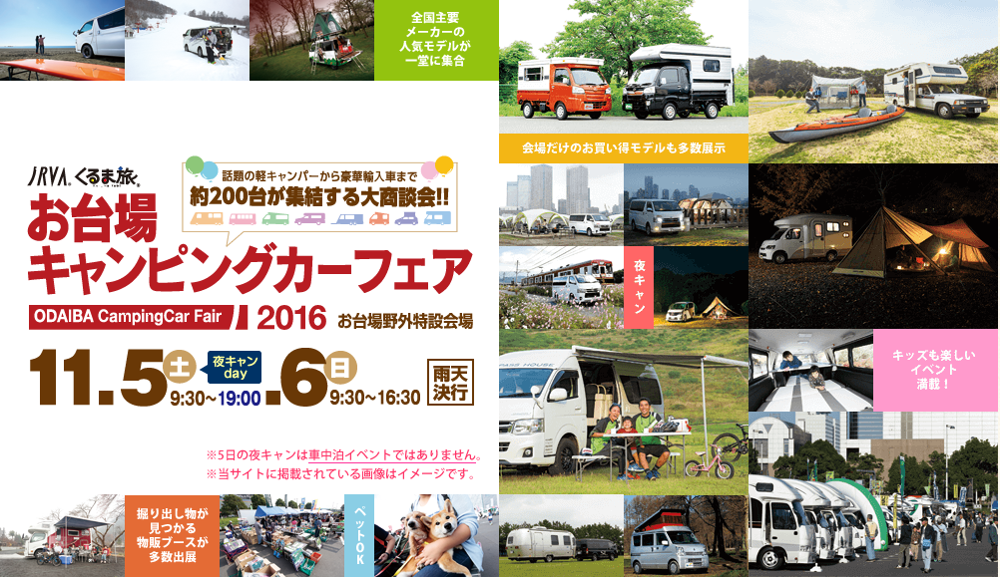 全国主要
メーカーの
人気モデルが
一堂に集合
会場だけのお買い得モデルも多数展示
JRVA® くるま旅®
話題の軽キャンパーから豪華輸入車まで
約200台が集結する大商談会!!
お台場
キャンピングカーフェア
ODAIBA CampingCar Fair 2016 お台場野外特設会場
11.5土 夜キャンday .6日
9:30～19:00 9:30～16:30
雨天
決行
※5日の夜キャンは車中泊イベントではありません。
※当サイトに掲載されている画像はイメージです。
夜キャン
キッズも楽しい
イベント
満載！
掘り出し物が
見つかる
物販ブースが
多数出展
ペットOK